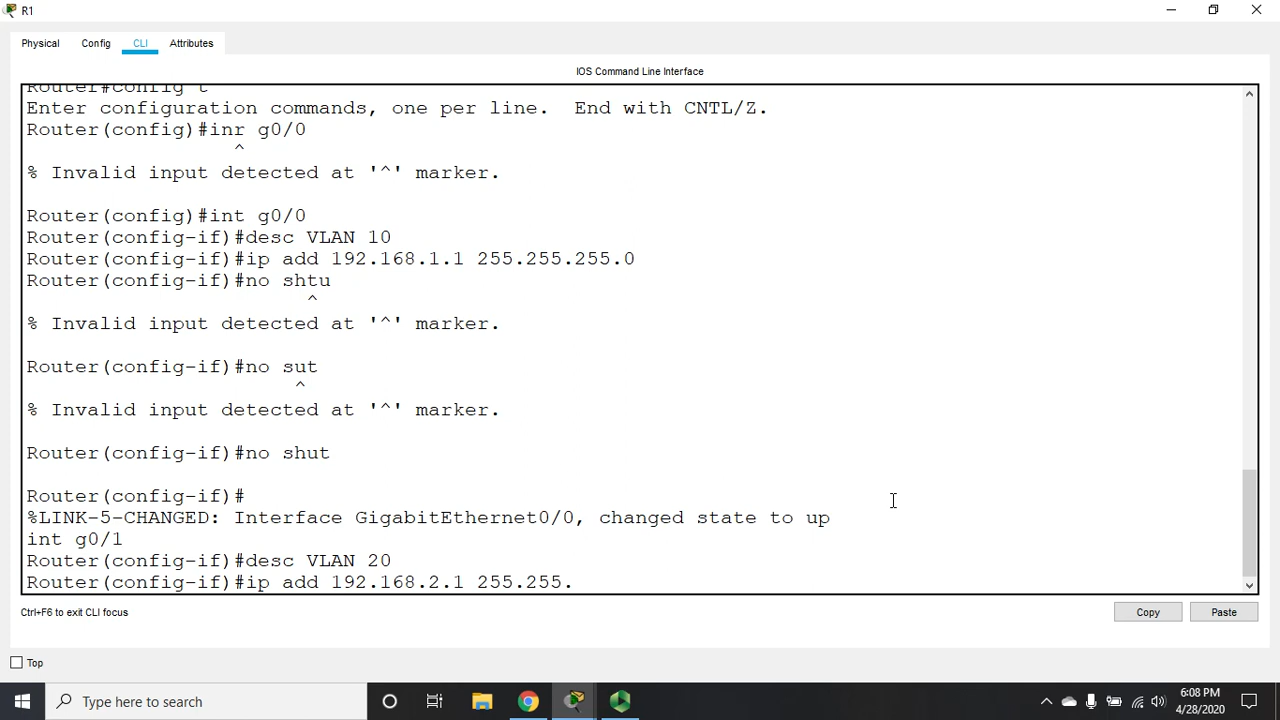 R1
Physical Config CLI Attributes
IOS Command Line Interface
Router#config t
Enter configuration commands, one per line.  End with CNTL/Z.
Router(config)#inr g0/0
^
% Invalid input detected at '^' marker.
Router(config)#int g0/0
Router(config-if)#desc VLAN 10
Router(config-if)#ip add 192.168.1.1 255.255.255.0
Router(config-if)#no shtu
^
% Invalid input detected at '^' marker.
Router(config-if)#no sut
^
% Invalid input detected at '^' marker.
Router(config-if)#no shut
Router(config-if)#
%LINK-5-CHANGED: Interface GigabitEthernet0/0, changed state to up
int g0/1
Router(config-if)#desc VLAN 20
Router(config-if)#ip add 192.168.2.1 255.255.
Ctrl+F6 to exit CLI focus
Copy Paste
Top
Type here to search
6:08 PM
4/28/2020